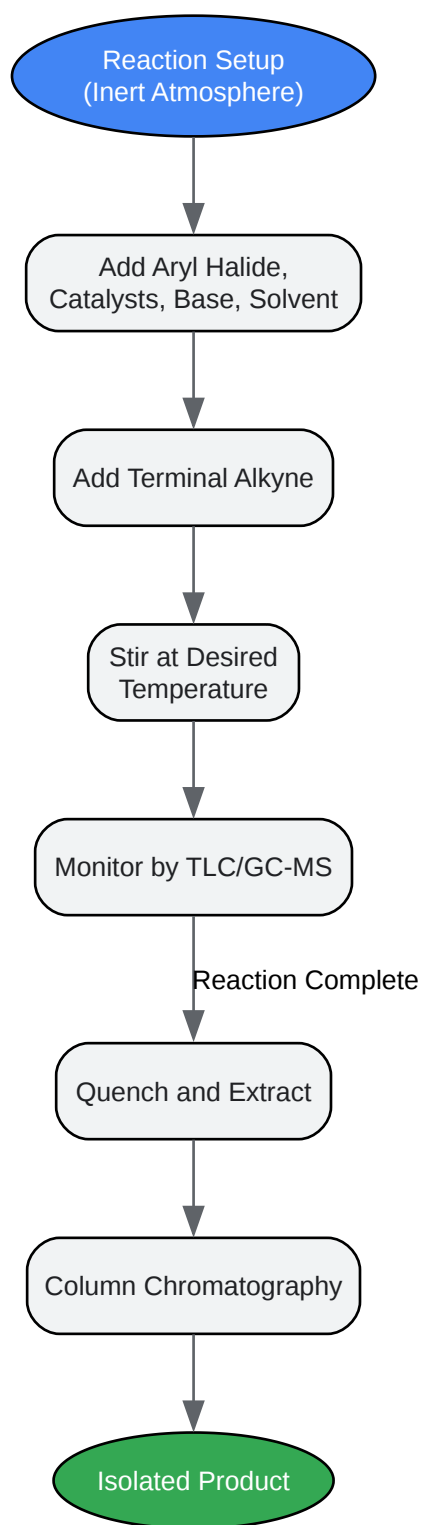 Reaction Setup
(Inert Atmosphere)
Add Aryl Halide,
Catalysts, Base, Solvent
Add Terminal Alkyne
Stir at Desired
Temperature
Monitor by TLC/GC-MS
Reaction Complete
Quench and Extract
Column Chromatography
Isolated Product